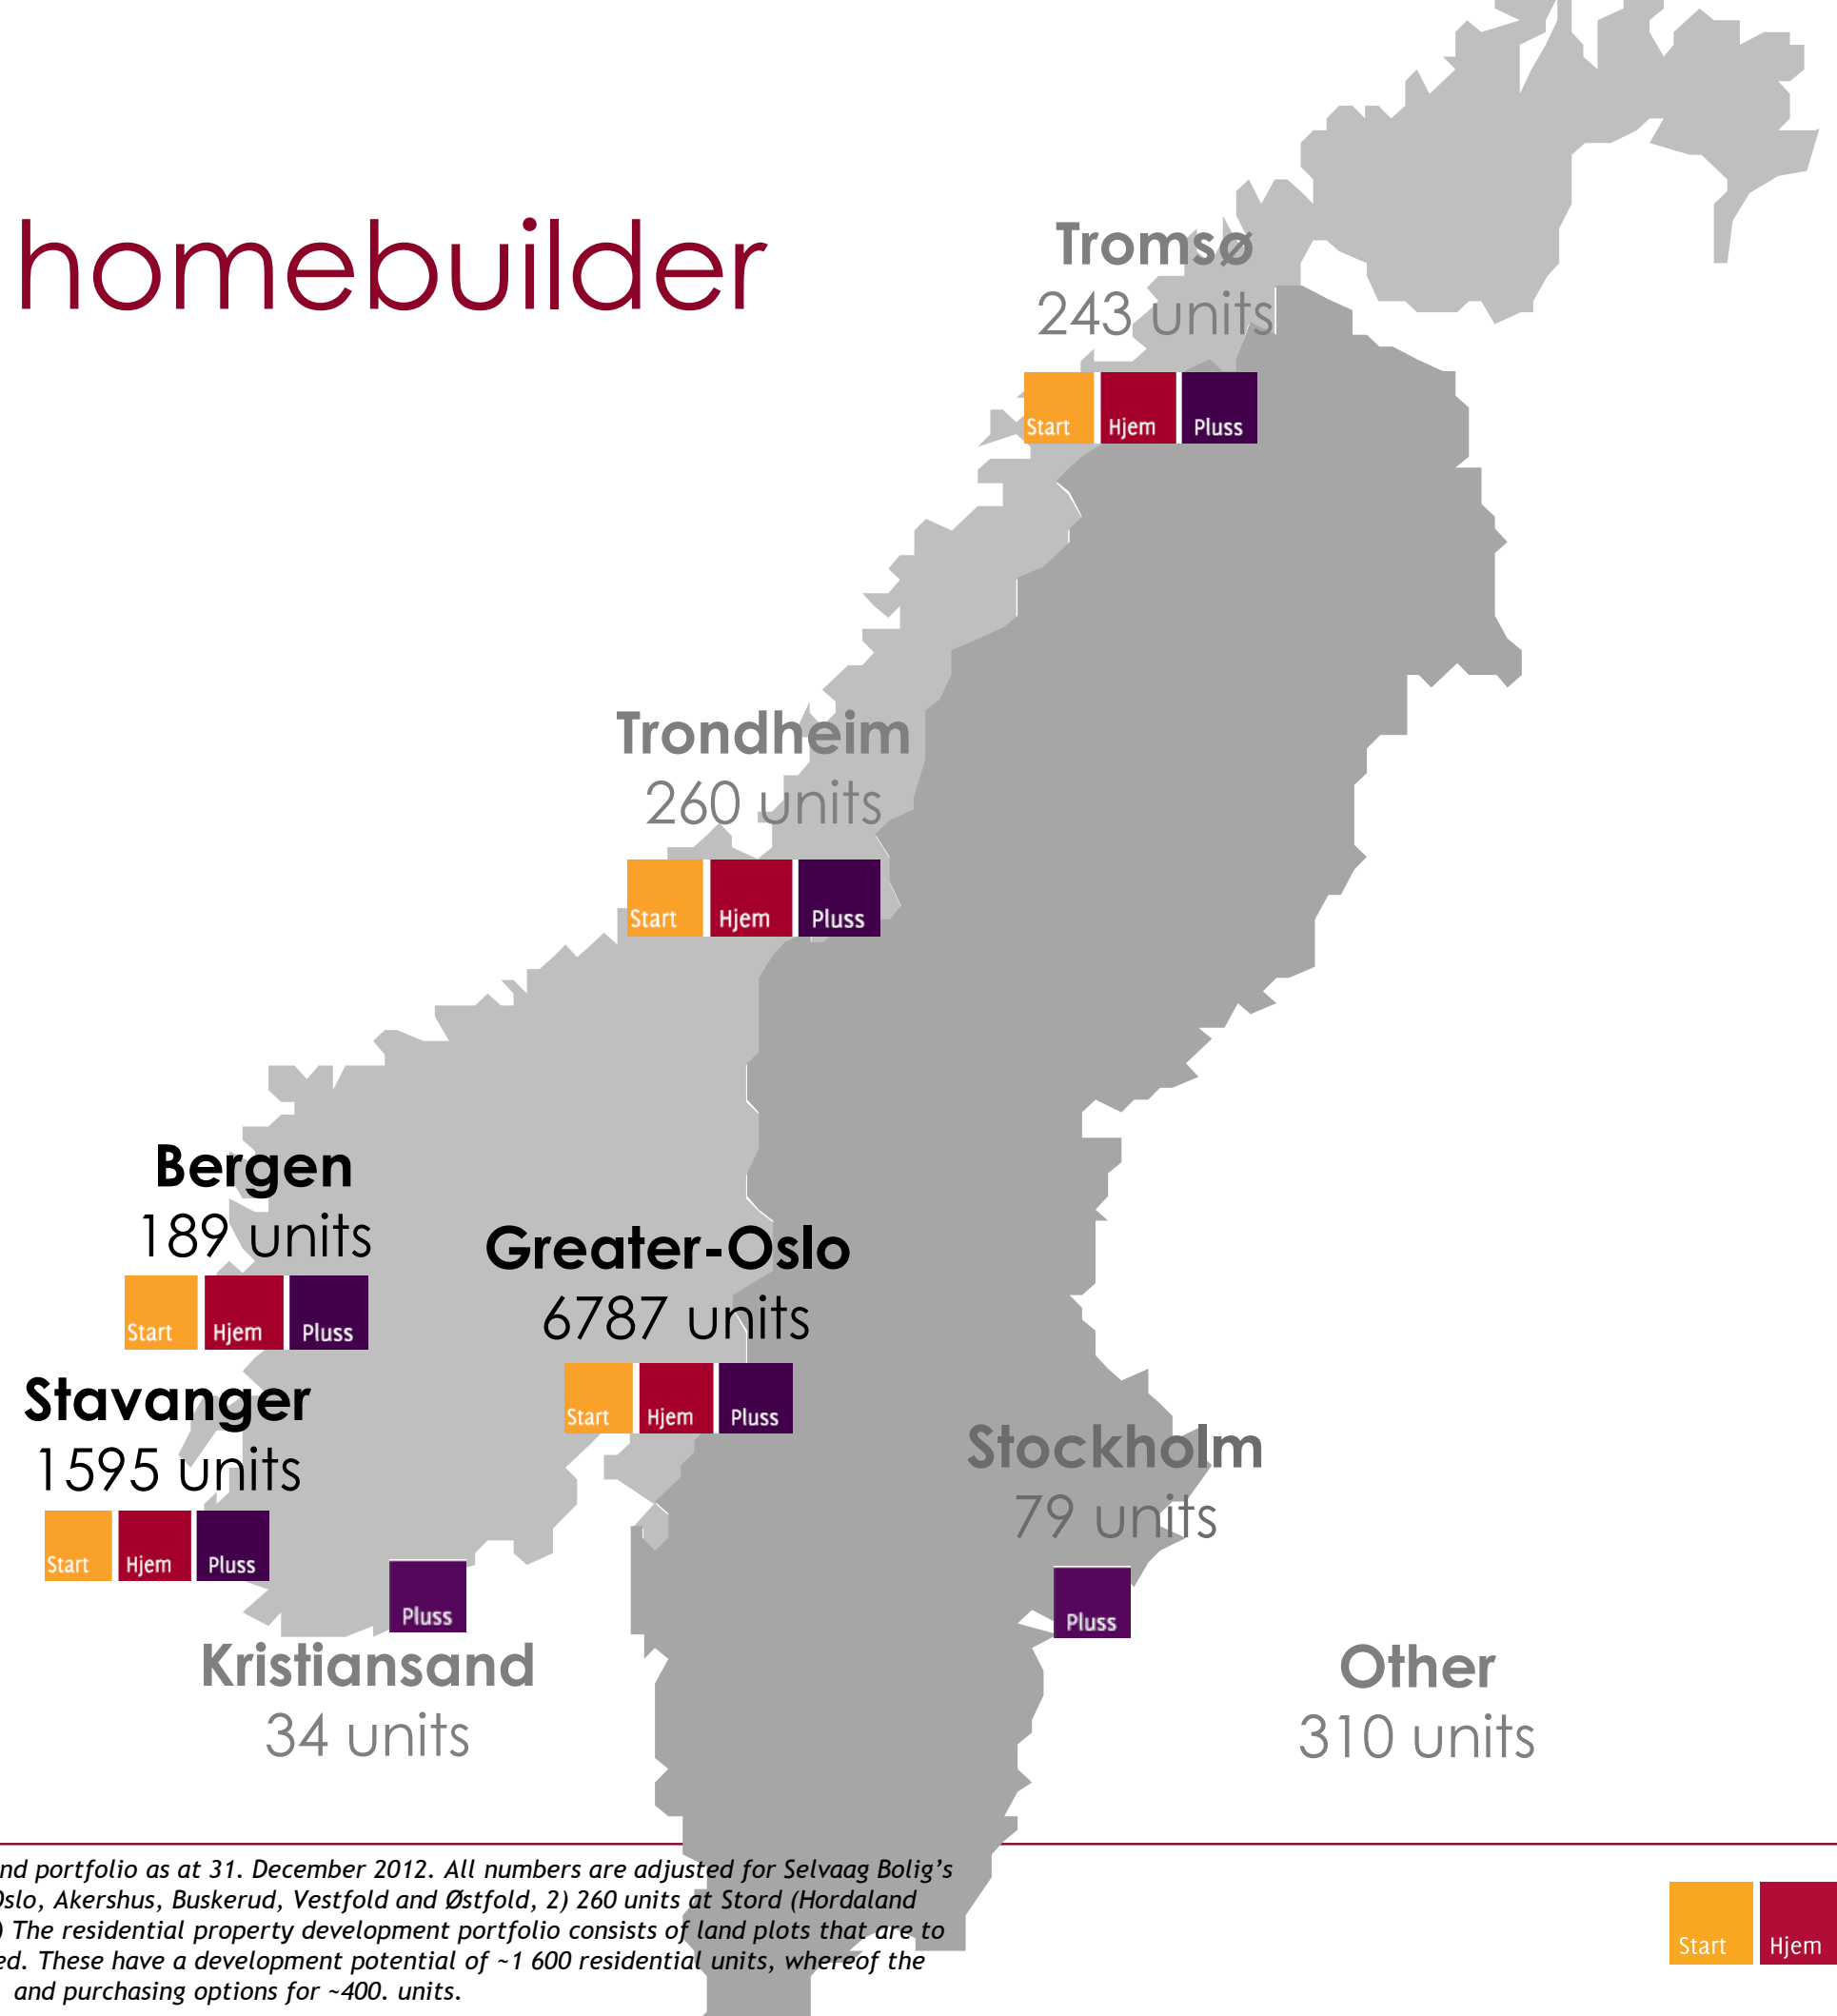 homebuilder
Tromsø
243 units
Start Hjem Pluss
Trondheim
260 units
Start Hjem Pluss
Bergen
189 units
Start Hjem Pluss
Greater-Oslo
6787 units
Start Hjem Pluss
Stavanger
1595 units
Start Hjem Pluss
Stockholm
79 units
Pluss
Pluss
Kristiansand
34 units
Other
310 units
nd portfolio as at 31. December 2012. All numbers are adjusted for Selvaag Bolig’s
Oslo, Akershus, Buskerud, Vestfold and Østfold, 2) 260 units at Stord (Hordaland
) The residential property development portfolio consists of land plots that are to
ed. These have a development potential of ~1 600 residential units, whereof the
and purchasing options for ~400. units.
Start Hjem